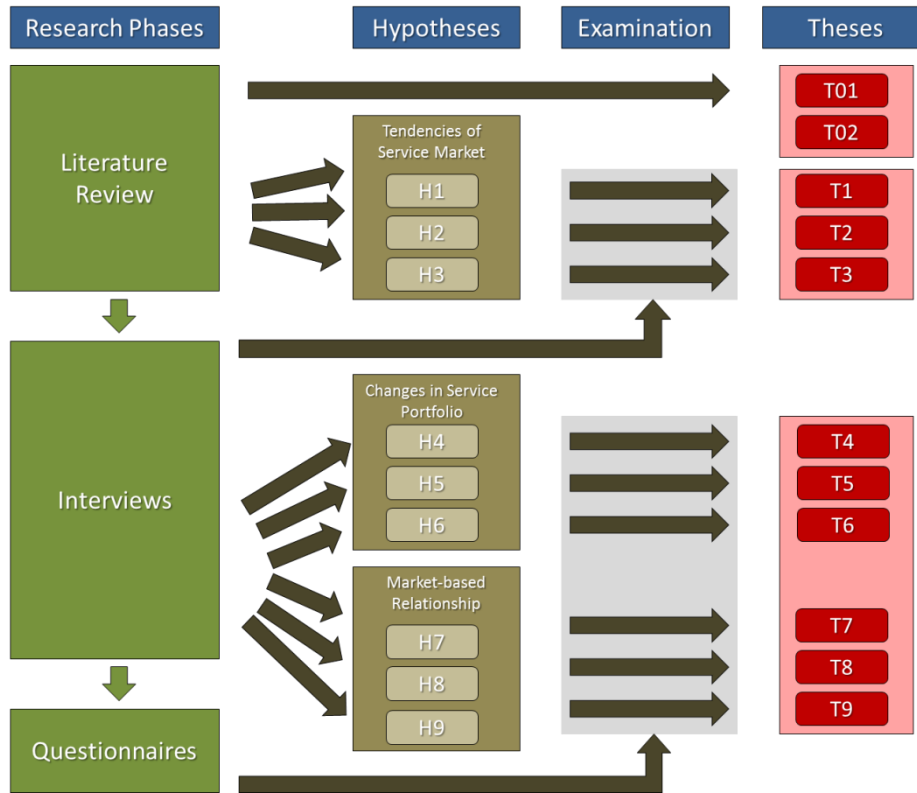 Research Phases
Hypotheses
Examination
Theses
Literature
Review
Interviews
Questionnaires
Tendencies of
Service Market
H1
H2
H3
Changes in Service
Portfolio
H4
H5
H6
Market-based
Relationship
H7
H8
H9
T01
T02
T1
T2
T3
T4
T5
T6
T7
T8
T9